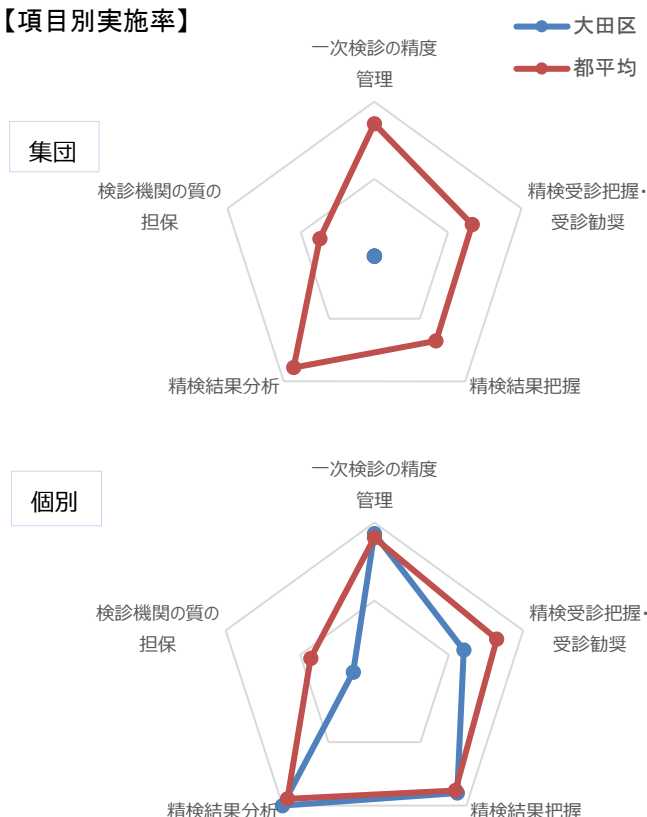 【項目別実施率】
大田区
都平均
集団
一次検診の精度
管理
精検受診把握・
受診勧奨
精検結果把握
精検結果分析
検診機関の質の
担保
個別
一次検診の精度
管理
精検受診把握・
受診勧奨
精検結果把握
精検結果分析
検診機関の質の
担保